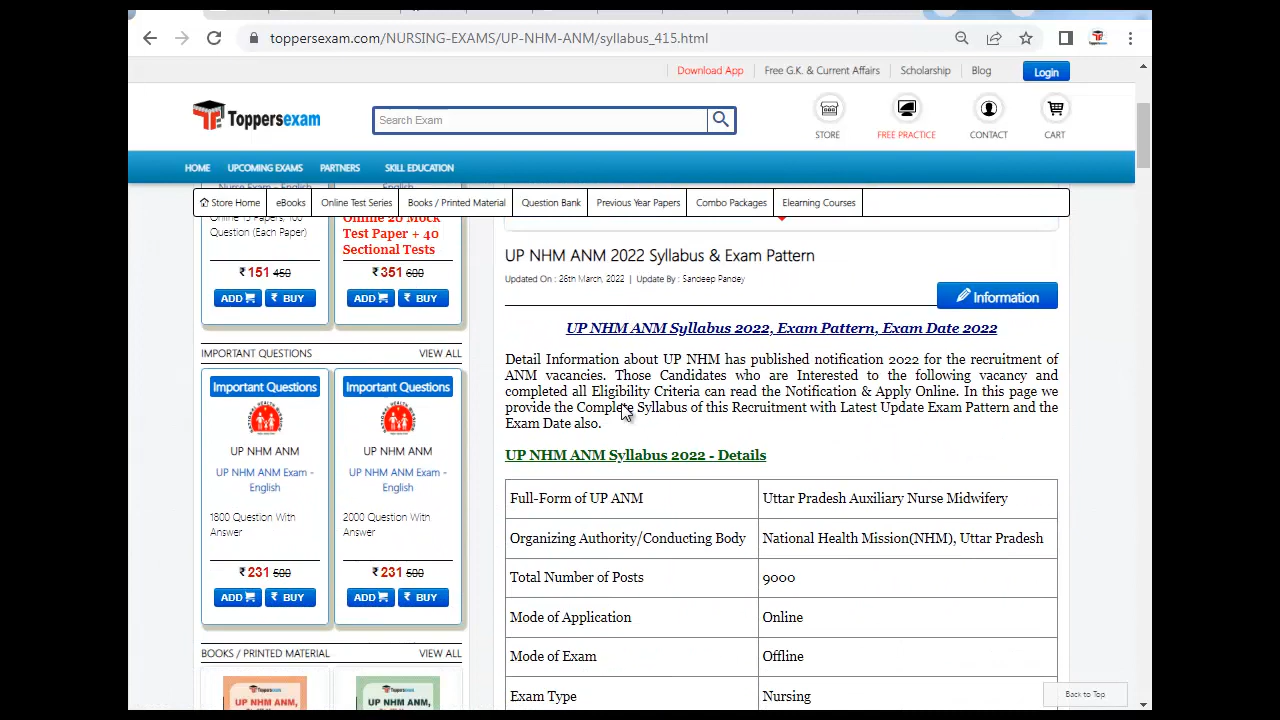 toppersexam.com/NURSING-EXAMS/UP-NHM-ANM/syllabus_415.html
Download App
Free G.K. & Current Affairs
Scholarship
Blog
Login
Toppersexam
Search Exam
STORE
FREE PRACTICE
CONTACT
CART
HOME
UPCOMING EXAMS
PARTNERS
SKILL EDUCATION
Store Home
eBooks
Online Test Series
Books / Printed Material
Question Bank
Previous Year Papers
Combo Packages
Elearning Courses
Nurse Exam - English
English
Online 15 Papers, 100
Question (Each Paper)
₹ 151 450
ADD
₹ BUY
Online 20 Mock
Test Paper + 40
Sectional Tests
₹ 351 600
ADD
₹ BUY
IMPORTANT QUESTIONS
VIEW ALL
Important Questions
UP NHM ANM
UP NHM ANM Exam -
English
1800 Question With
Answer
₹ 231 500
ADD
₹ BUY
Important Questions
UP NHM ANM
UP NHM ANM Exam -
English
2000 Question With
Answer
₹ 231 500
ADD
₹ BUY
BOOKS / PRINTED MATERIAL
VIEW ALL
Toppersexam
UP NHM ANM,
Toppersexam
UP NHM ANM,
UP NHM ANM 2022 Syllabus & Exam Pattern
Updated On : 26th March, 2022 | Update By : Sandeep Pandey
Information
UP NHM ANM Syllabus 2022, Exam Pattern, Exam Date 2022
Detail Information about UP NHM has published notification 2022 for the recruitment of
ANM vacancies. Those Candidates who are Interested to the following vacancy and
completed all Eligibility Criteria can read the Notification & Apply Online. In this page we
provide the Complete Syllabus of this Recruitment with Latest Update Exam Pattern and the
Exam Date also.
UP NHM ANM Syllabus 2022 - Details
Full-Form of UP ANM
Uttar Pradesh Auxiliary Nurse Midwifery
Organizing Authority/Conducting Body
National Health Mission(NHM), Uttar Pradesh
Total Number of Posts
9000
Mode of Application
Online
Mode of Exam
Offline
Exam Type
Nursing
Back to Top